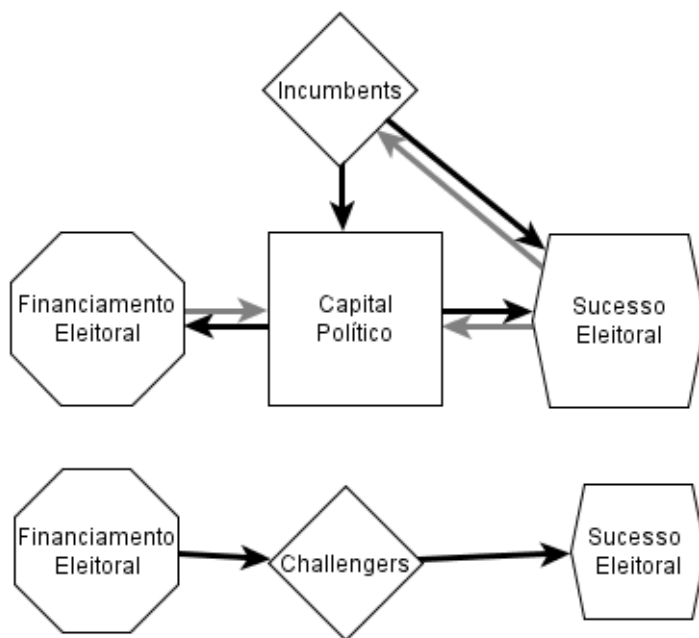 Incumbents
Financiamento
Eleitoral
Capital
Político
Sucesso
Eleitoral
Financiamento
Eleitoral
Challengers
Sucesso
Eleitoral